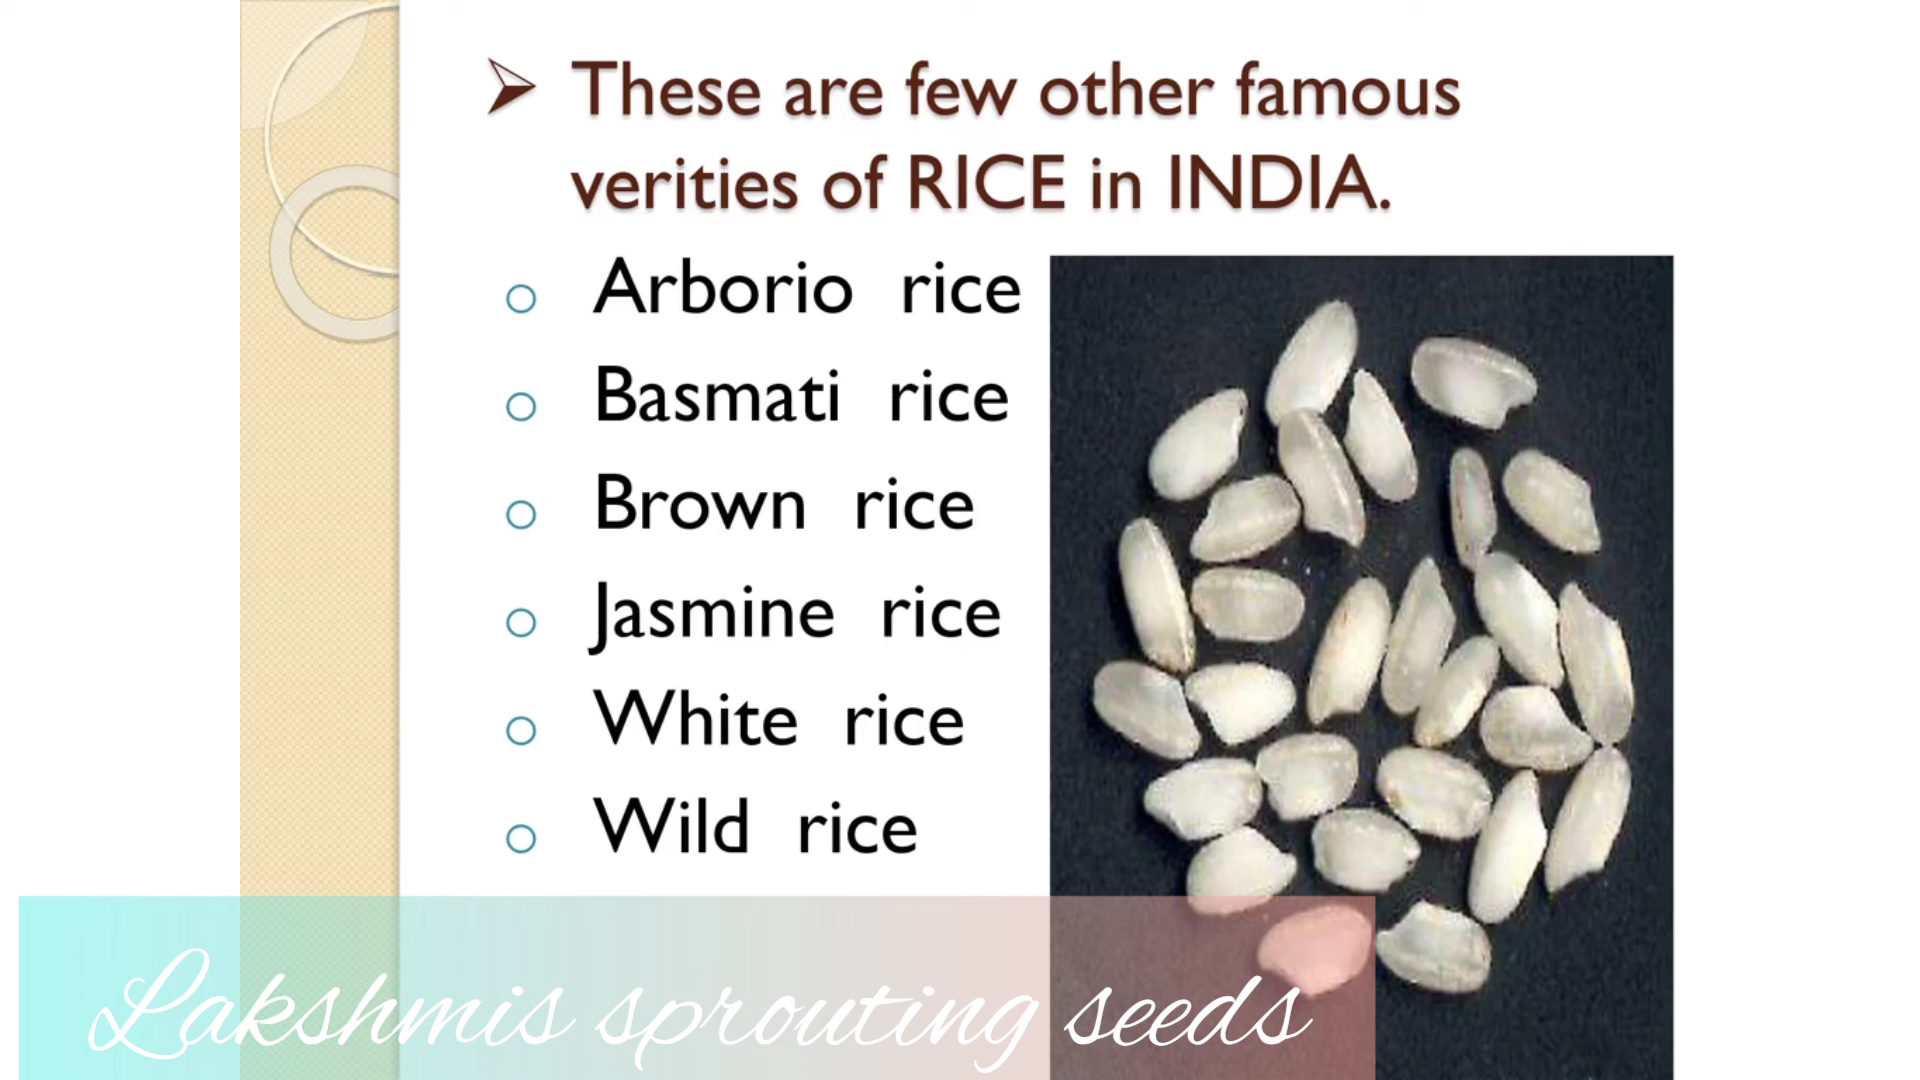 These are few other famous
verities of RICE in INDIA.
Arborio rice
Basmati rice
Brown rice
Jasmine rice
White rice
Wild rice
Lakshmis sprouting seeds